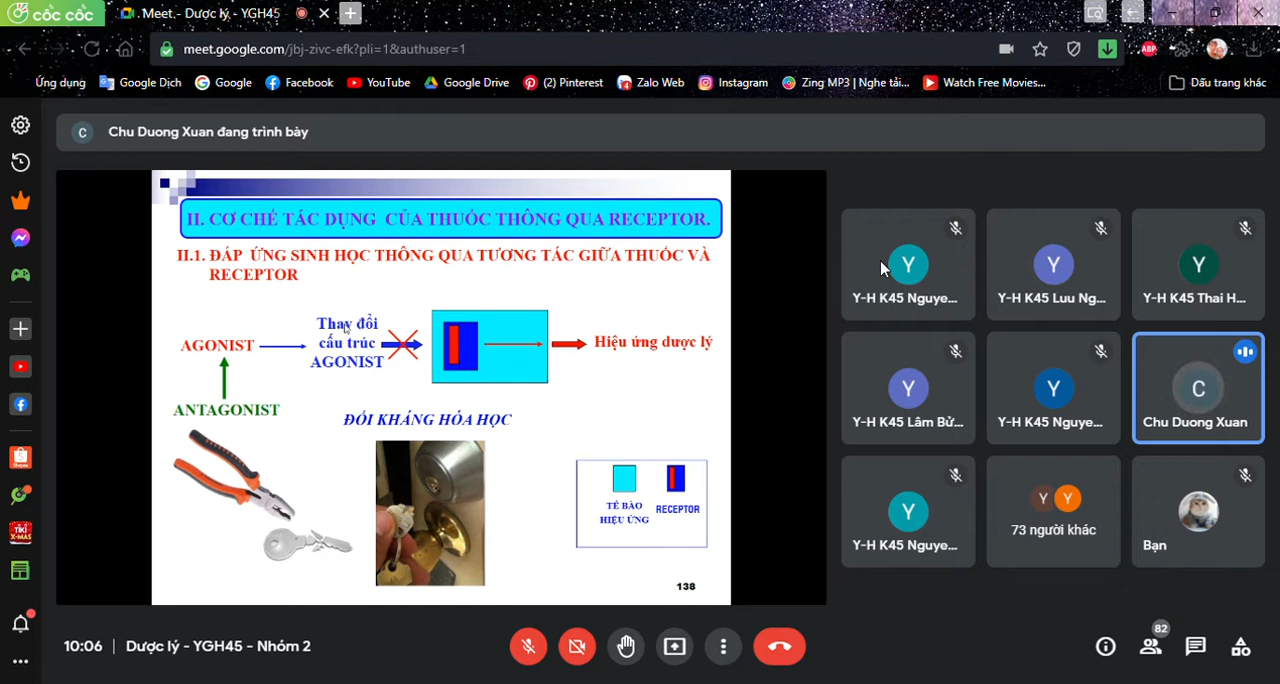 cốc cốc
Meet - Dược lý - YGH45
meet.google.com/jbj-zivc-efk?pli=1&authuser=1
ABP
Ứng dụng
Google Dịch
Google
Facebook
YouTube
Google Drive
(2) Pinterest
Zalo Web
Instagram
Zing MP3 | Nghe tải...
Watch Free Movies...
Dấu trang khác
C
Chu Duong Xuan đang trình bày
II. CƠ CHẾ TÁC DỤNG CỦA THUỐC THÔNG QUA RECEPTOR.
II.1. ĐÁP ỨNG SINH HỌC THÔNG QUA TƯƠNG TÁC GIỮA THUỐC VÀ
RECEPTOR
AGONIST
Thay đổi
cấu trúc
AGONIST
Hiệu ứng dược lý
ANTAGONIST
ĐỐI KHÁNG HÓA HỌC
TẾ BÀO
HIỆU ỨNG
RECEPTOR
138
Y
Y-H K45 Nguye...
Y
Y-H K45 Luu Ng...
Y
Y-H K45 Thai H...
Y
Y-H K45 Lâm Bử...
Y
Y-H K45 Nguye...
C
Chu Duong Xuan
Y
Y-H K45 Nguye...
Y Y
73 người khác
Bạn
Shopee
TIKI
X-MAS
10:06 | Dược lý - YGH45 - Nhóm 2
82